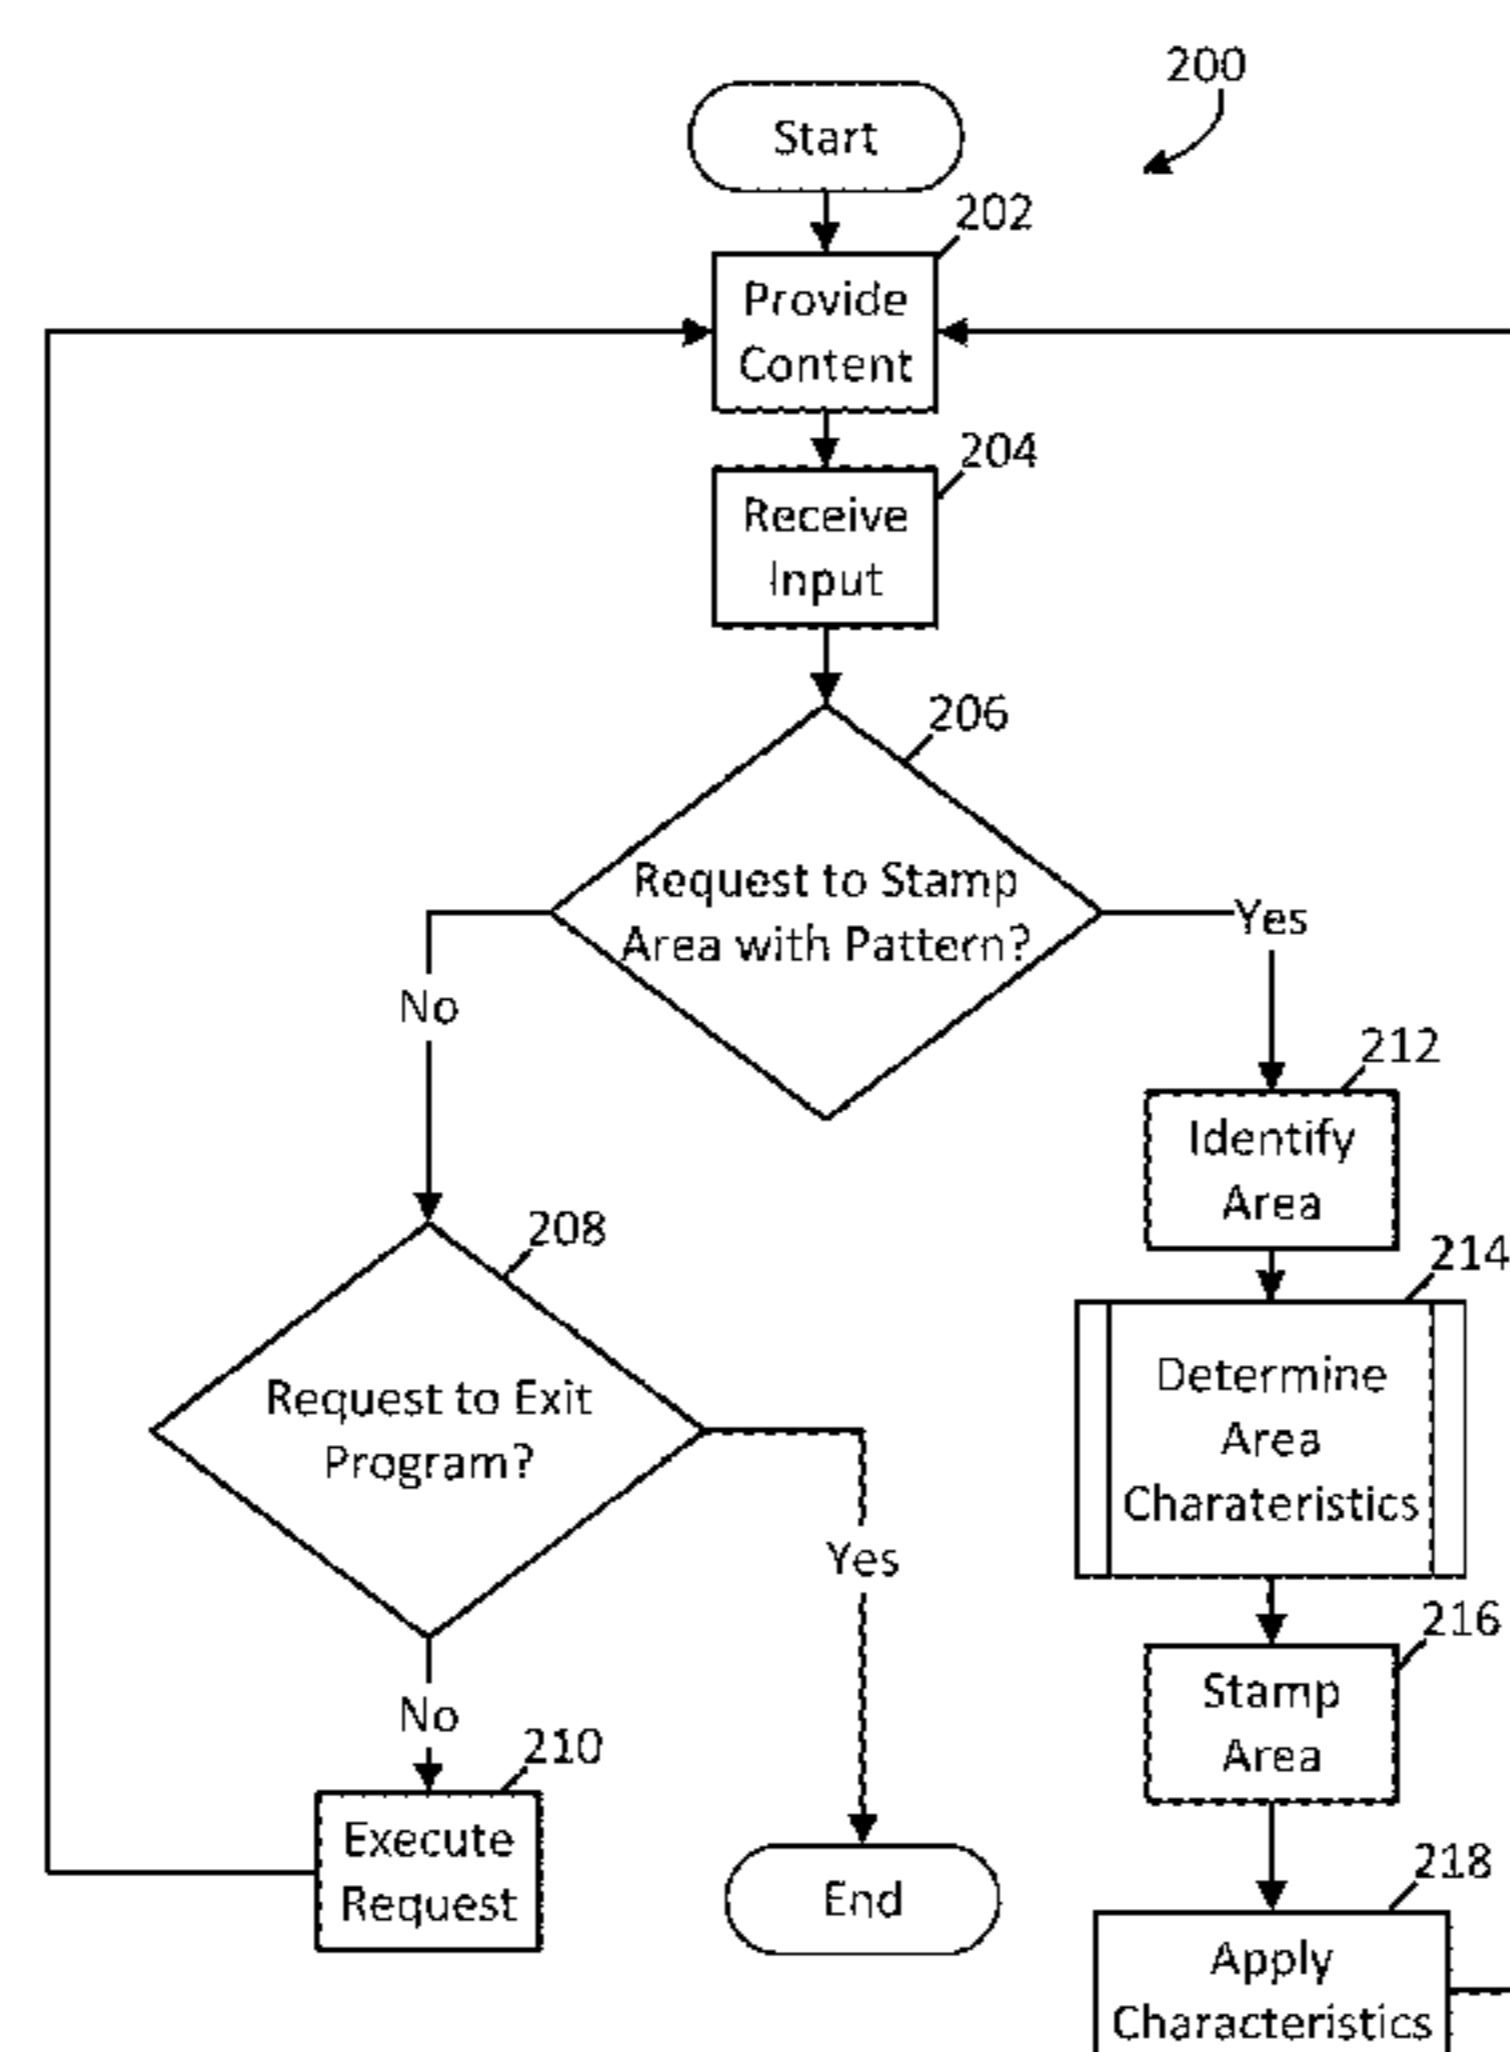 200
Start
202
Provide
Content
204
Receive
Input
206
Request to Stamp
Area with Pattern?
Yes
No
212
Identify
Area
208
Request to Exit
Program?
214
Determine
Area
Charateristics
Yes
216
Stamp
Area
No
210
Execute
Request
End
218
Apply
Characteristics